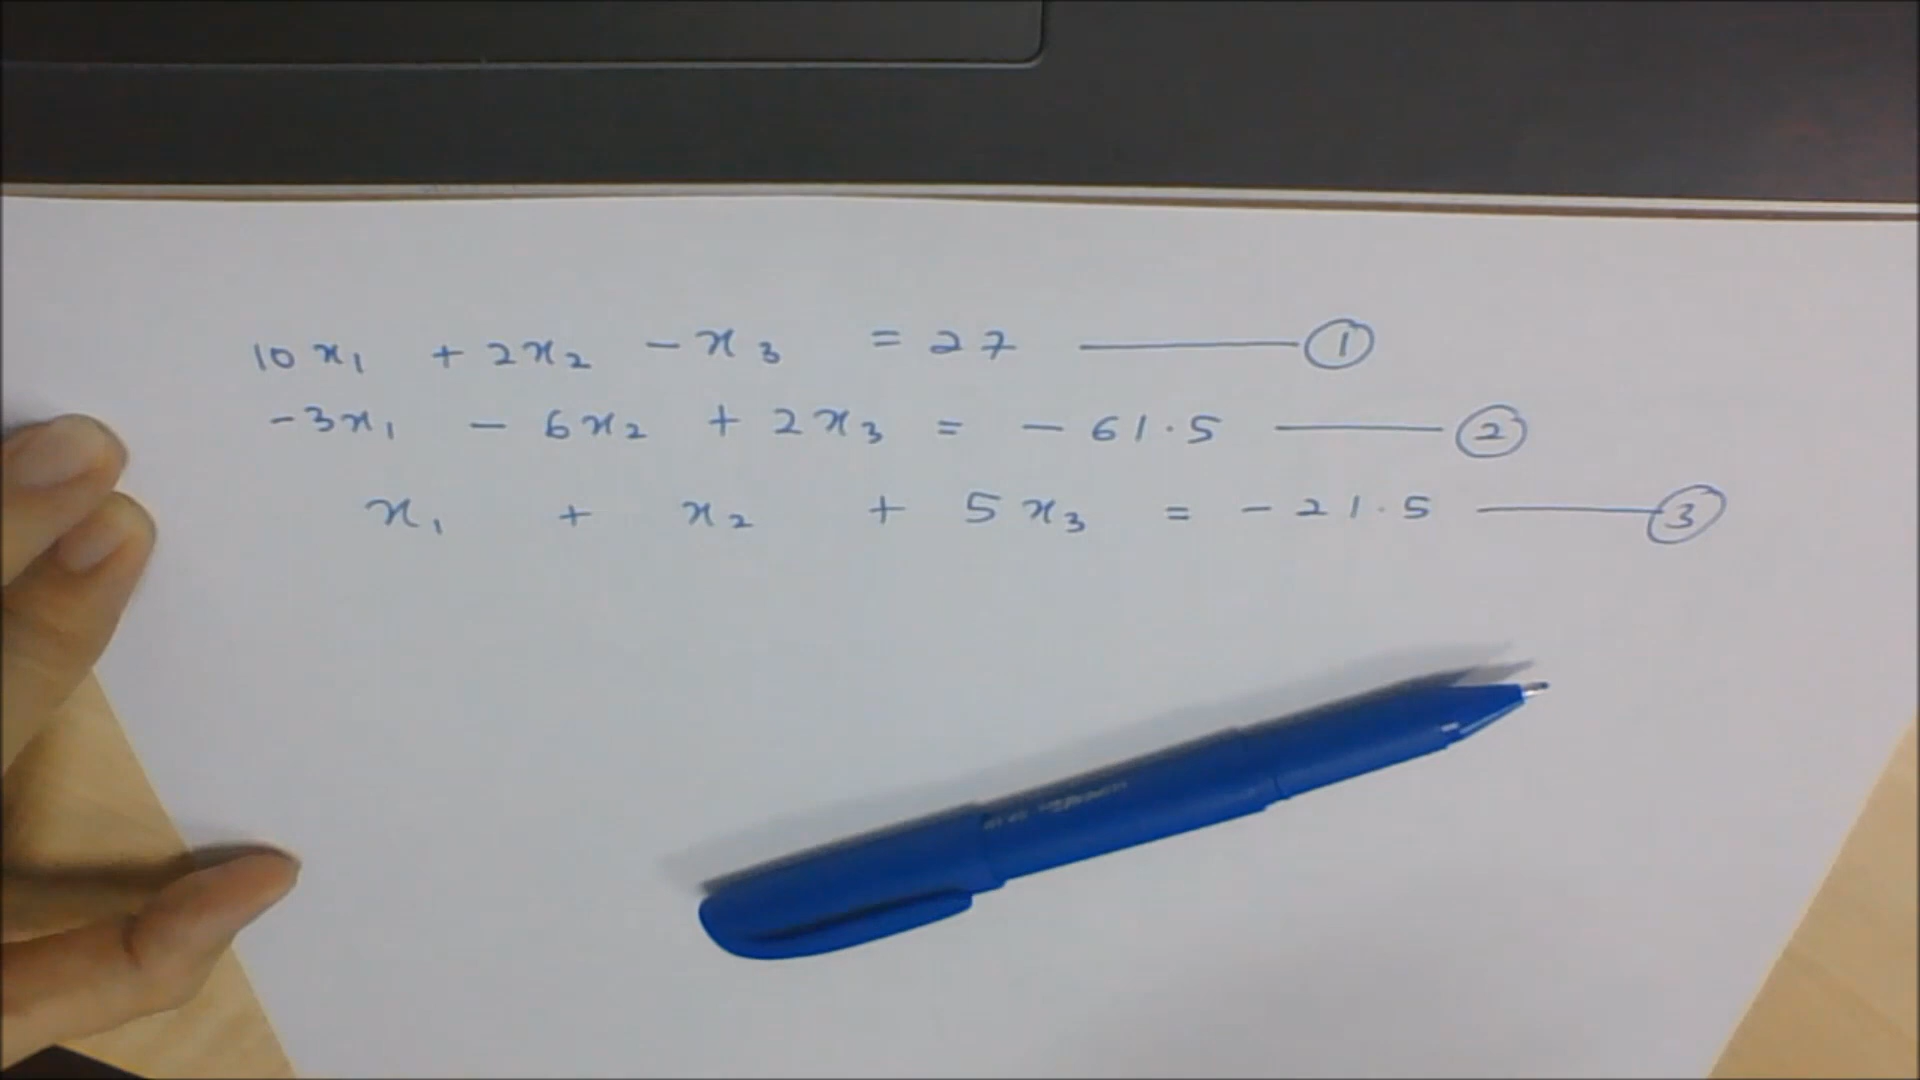 10x₁ + 2x₂ - x₃ = 27 ——— ①
-3x₁ - 6x₂ + 2x₃ = -61.5 ——— ②
x₁ + x₂ + 5x₃ = -21.5 ——— ③